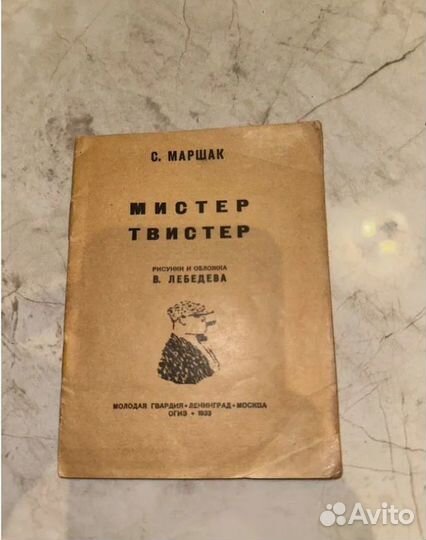 С. МАРШАК
МИСТЕР
ТВИСТЕР
РИСУНКИ И ОБЛОЖКА
В. ЛЕБЕДЕВА
МОЛОДАЯ ГВАРДИЯ • ЛЕНИНГРАД • МОСКВА
ОГИЗ • 1933
Avito